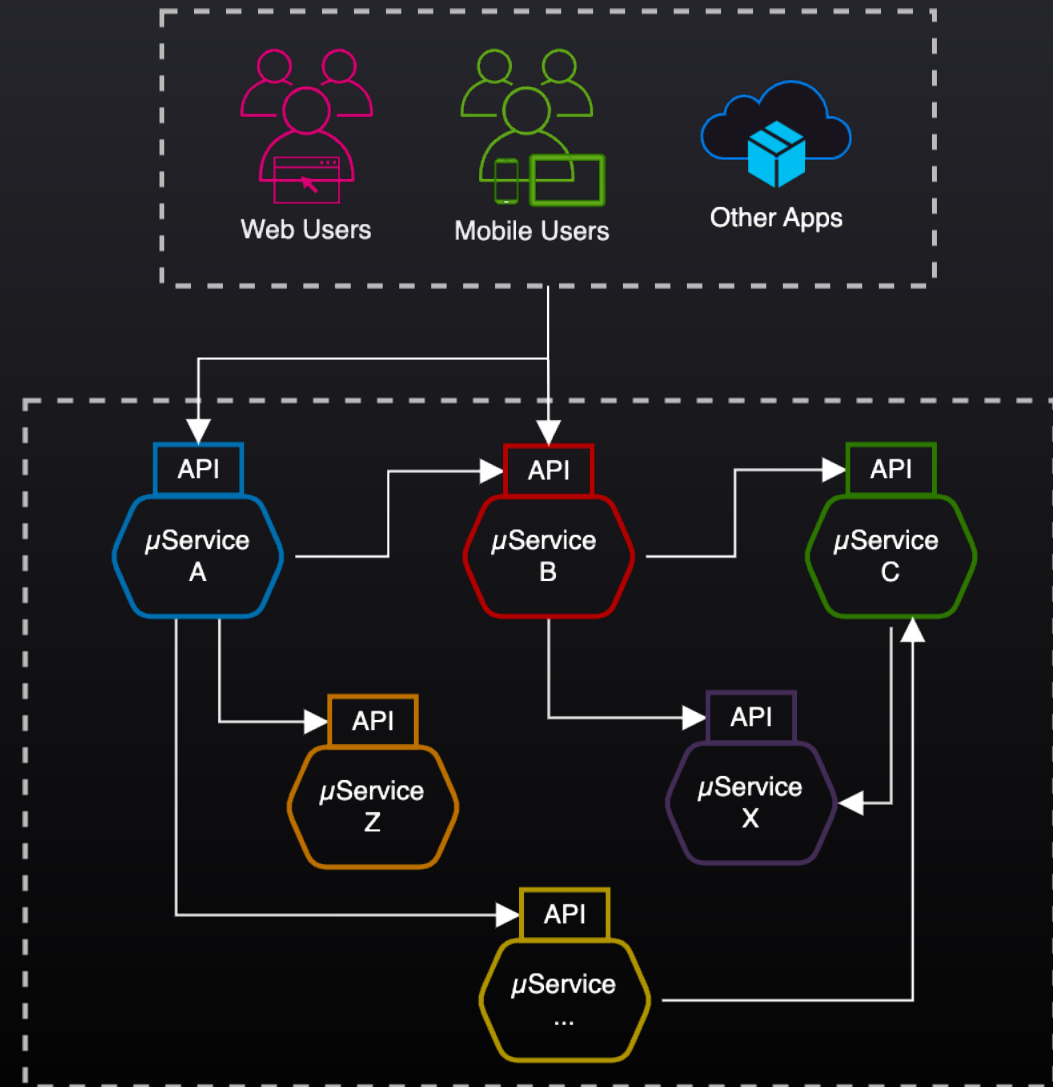 Web Users
Mobile Users
Other Apps
API
µService
A
API
µService
B
API
µService
C
API
µService
Z
API
µService
X
API
µService
...